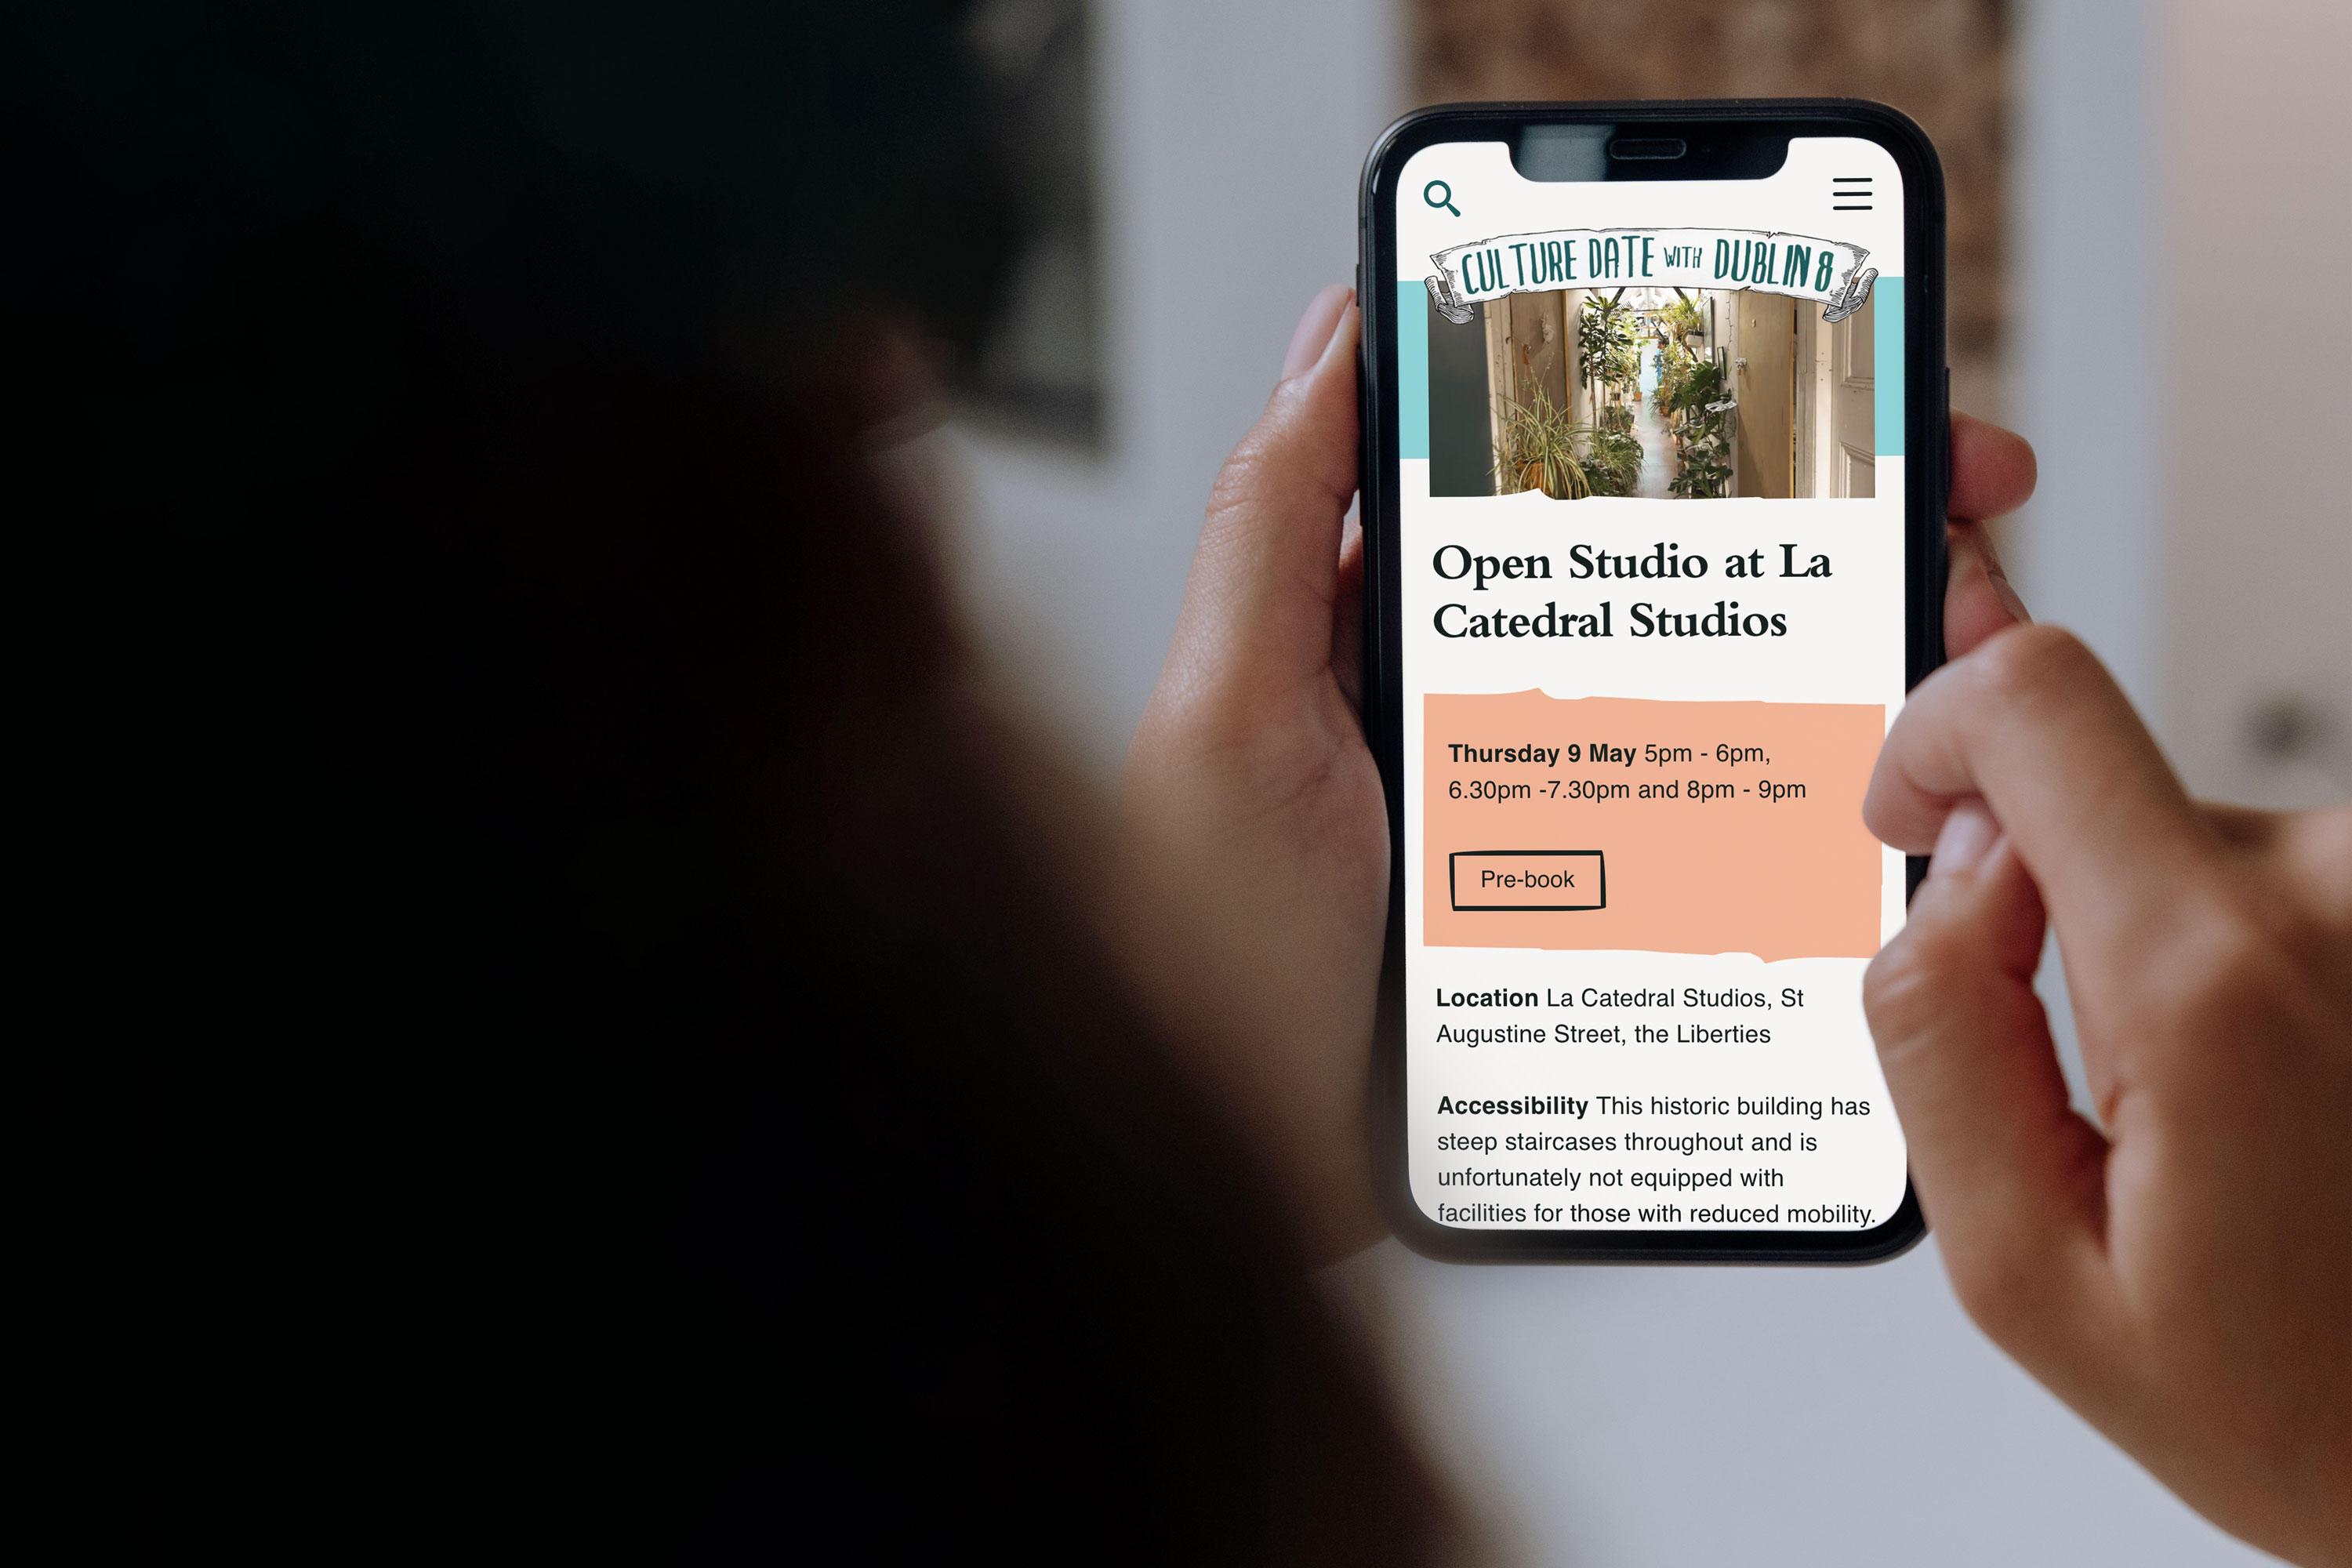 CULTURE DATE WITH DUBLIN 8
Open Studio at La
Catedral Studios
Thursday 9 May 5pm - 6pm,
6.30pm -7.30pm and 8pm - 9pm
Pre-book
Location La Catedral Studios, St
Augustine Street, the Liberties
Accessibility This historic building has
steep staircases throughout and is
unfortunately not equipped with
facilities for those with reduced mobility.